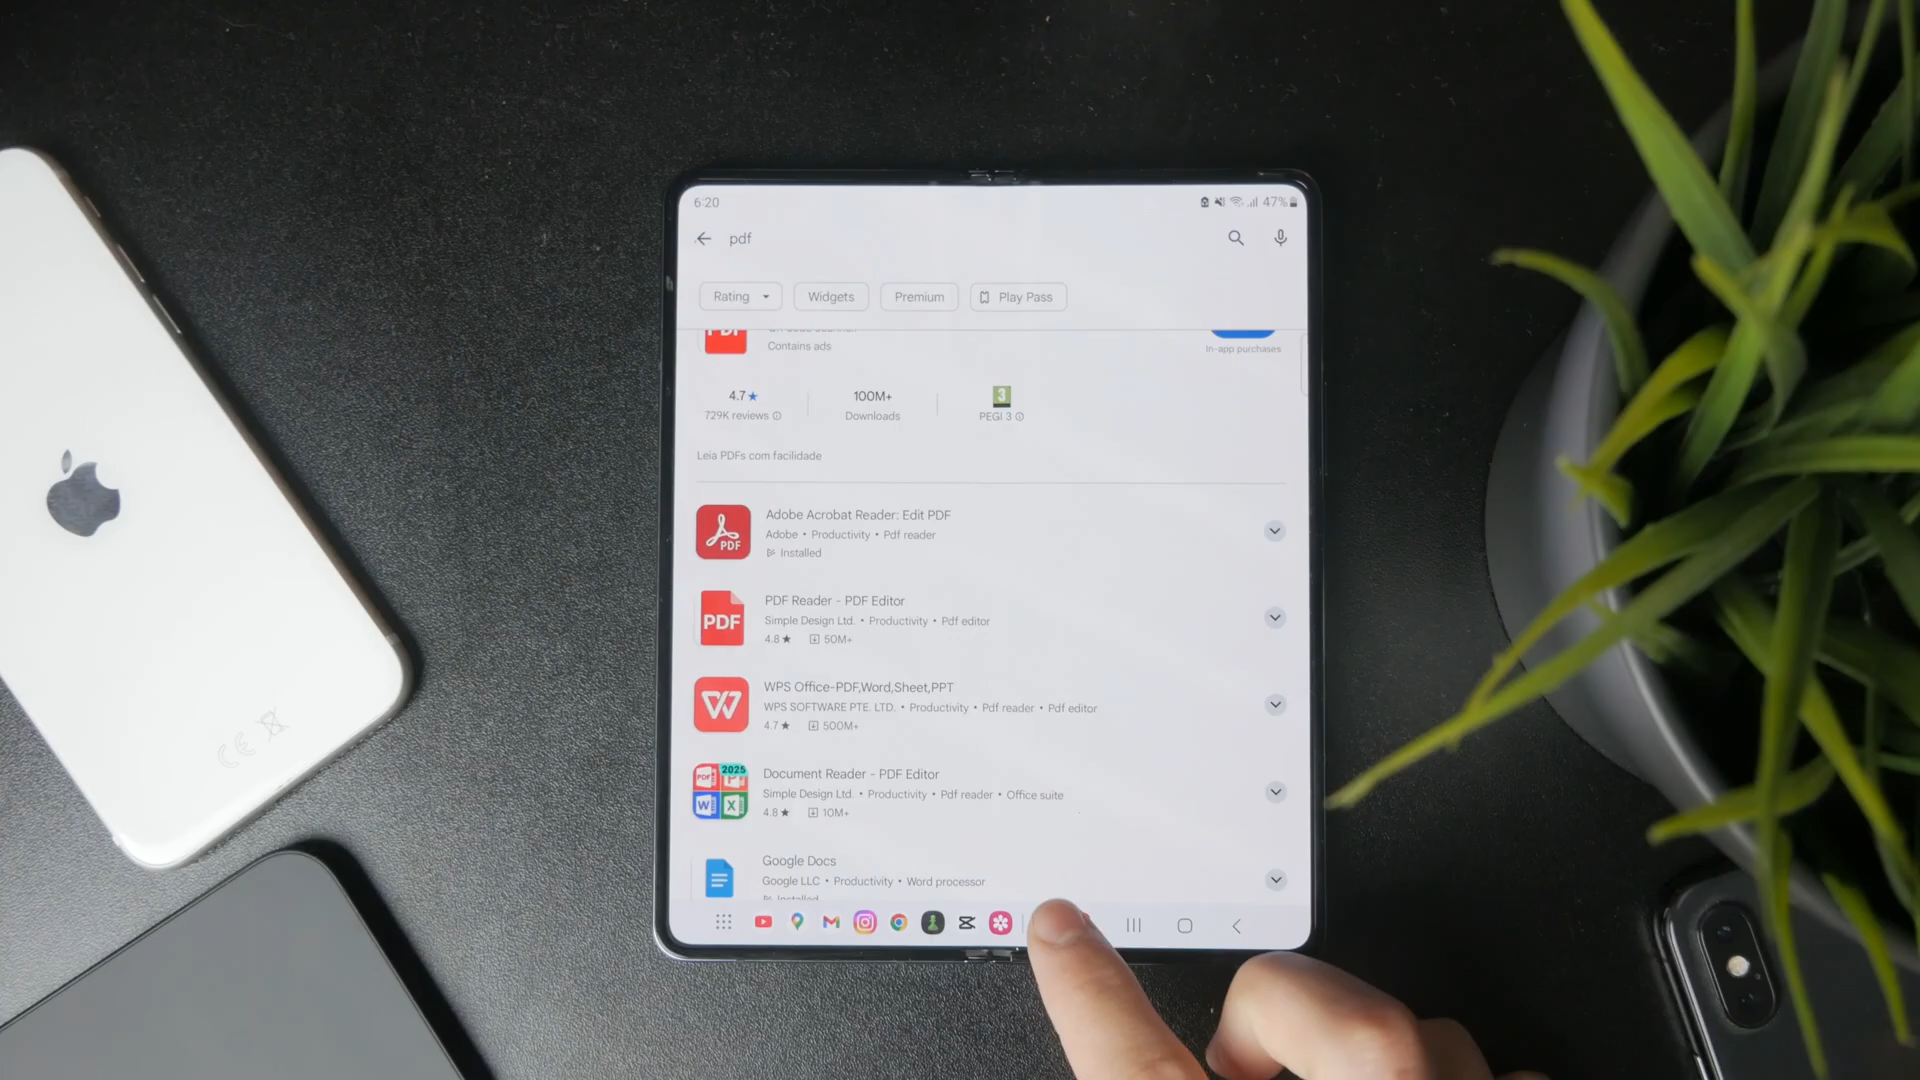 6:20
47%
pdf
Rating
Widgets
Premium
Play Pass
PDF
Contains ads
In-app purchases
4.7★
100M+
3
729K reviews
Downloads
PEGI 3
Leia PDFs com facilidade
Adobe Acrobat Reader: Edit PDF
Adobe • Productivity • Pdf reader
Installed
PDF
PDF Reader - PDF Editor
Simple Design Ltd. • Productivity • Pdf editor
4.8★ 50M+
PDF
WPS Office-PDF,Word,Sheet,PPT
WPS SOFTWARE PTE. LTD. • Productivity • Pdf reader • Pdf editor
4.7★ 500M+
W
Document Reader - PDF Editor
Simple Design Ltd. • Productivity • Pdf reader • Office suite
4.8★ 10M+
2025
PDF
W
X
Google Docs
Google LLC • Productivity • Word processor
Installed
CE